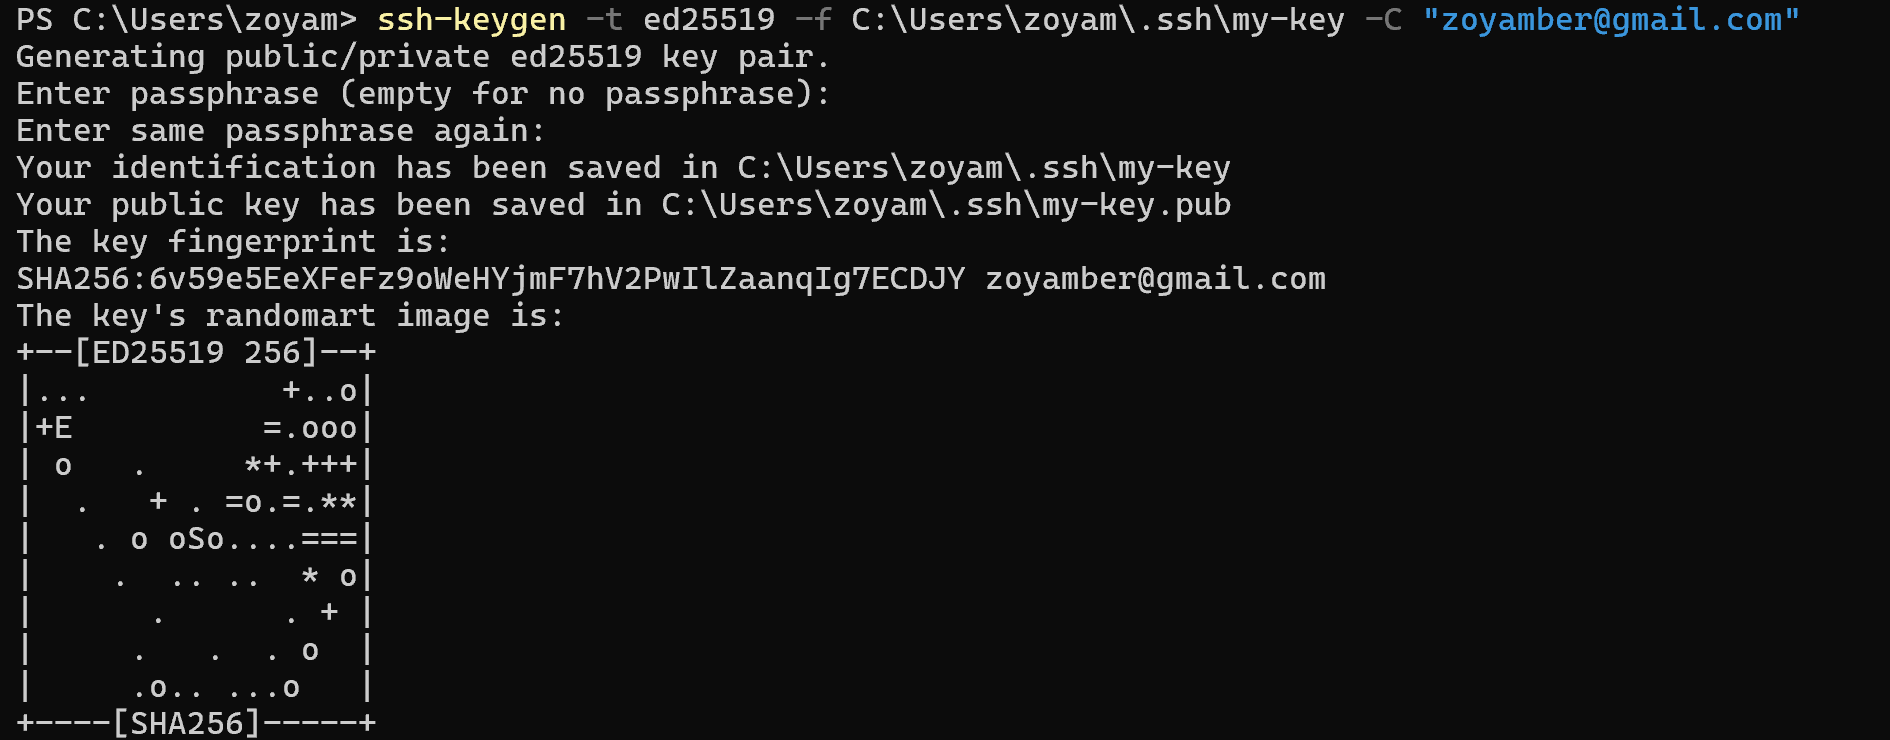 PS C:\Users\zoyam> ssh-keygen -t ed25519 -f C:\Users\zoyam\.ssh\my-key -C "zoyamber@gmail.com"
Generating public/private ed25519 key pair.
Enter passphrase (empty for no passphrase):
Enter same passphrase again:
Your identification has been saved in C:\Users\zoyam\.ssh\my-key
Your public key has been saved in C:\Users\zoyam\.ssh\my-key.pub
The key fingerprint is:
SHA256:6v59e5EeXFeFz9oWeHYjmF7hV2PwIlZaanqIg7ECDJY zoyamber@gmail.com
The key's randomart image is:
+--[ED25519 256]--+
|...          +..o|
|+E          =.ooo|
| o   .     *+.+++|
|  .   + . =o.=.**|
|   . o oSo....===|
|    .  .. ..  * o|
|      .      . + |
|     .   .  . o  |
|     .o.. ...o   |
+----[SHA256]-----+